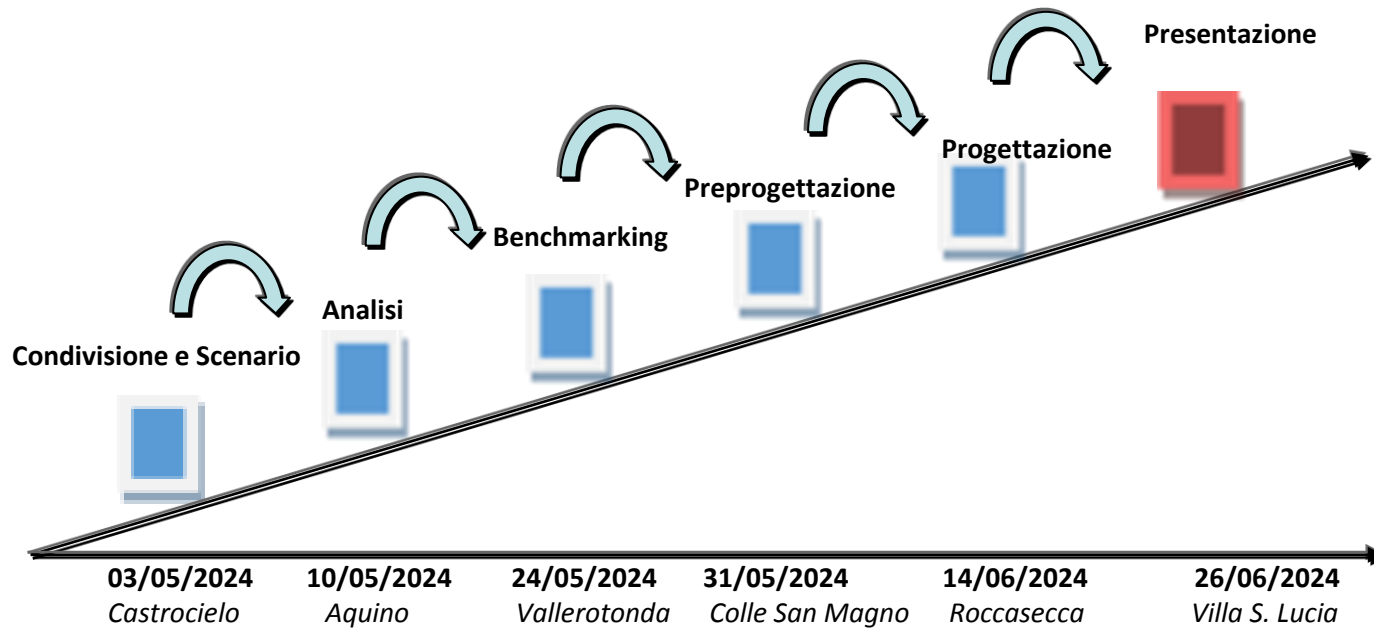 Presentazione
Progettazione
Preprogettazione
Benchmarking
Analisi
Condivisione e Scenario
03/05/2024 10/05/2024 24/05/2024 31/05/2024 14/06/2024 26/06/2024
Castrocielo Aquino Vallerotonda Colle San Magno Roccasecca Villa S. Lucia